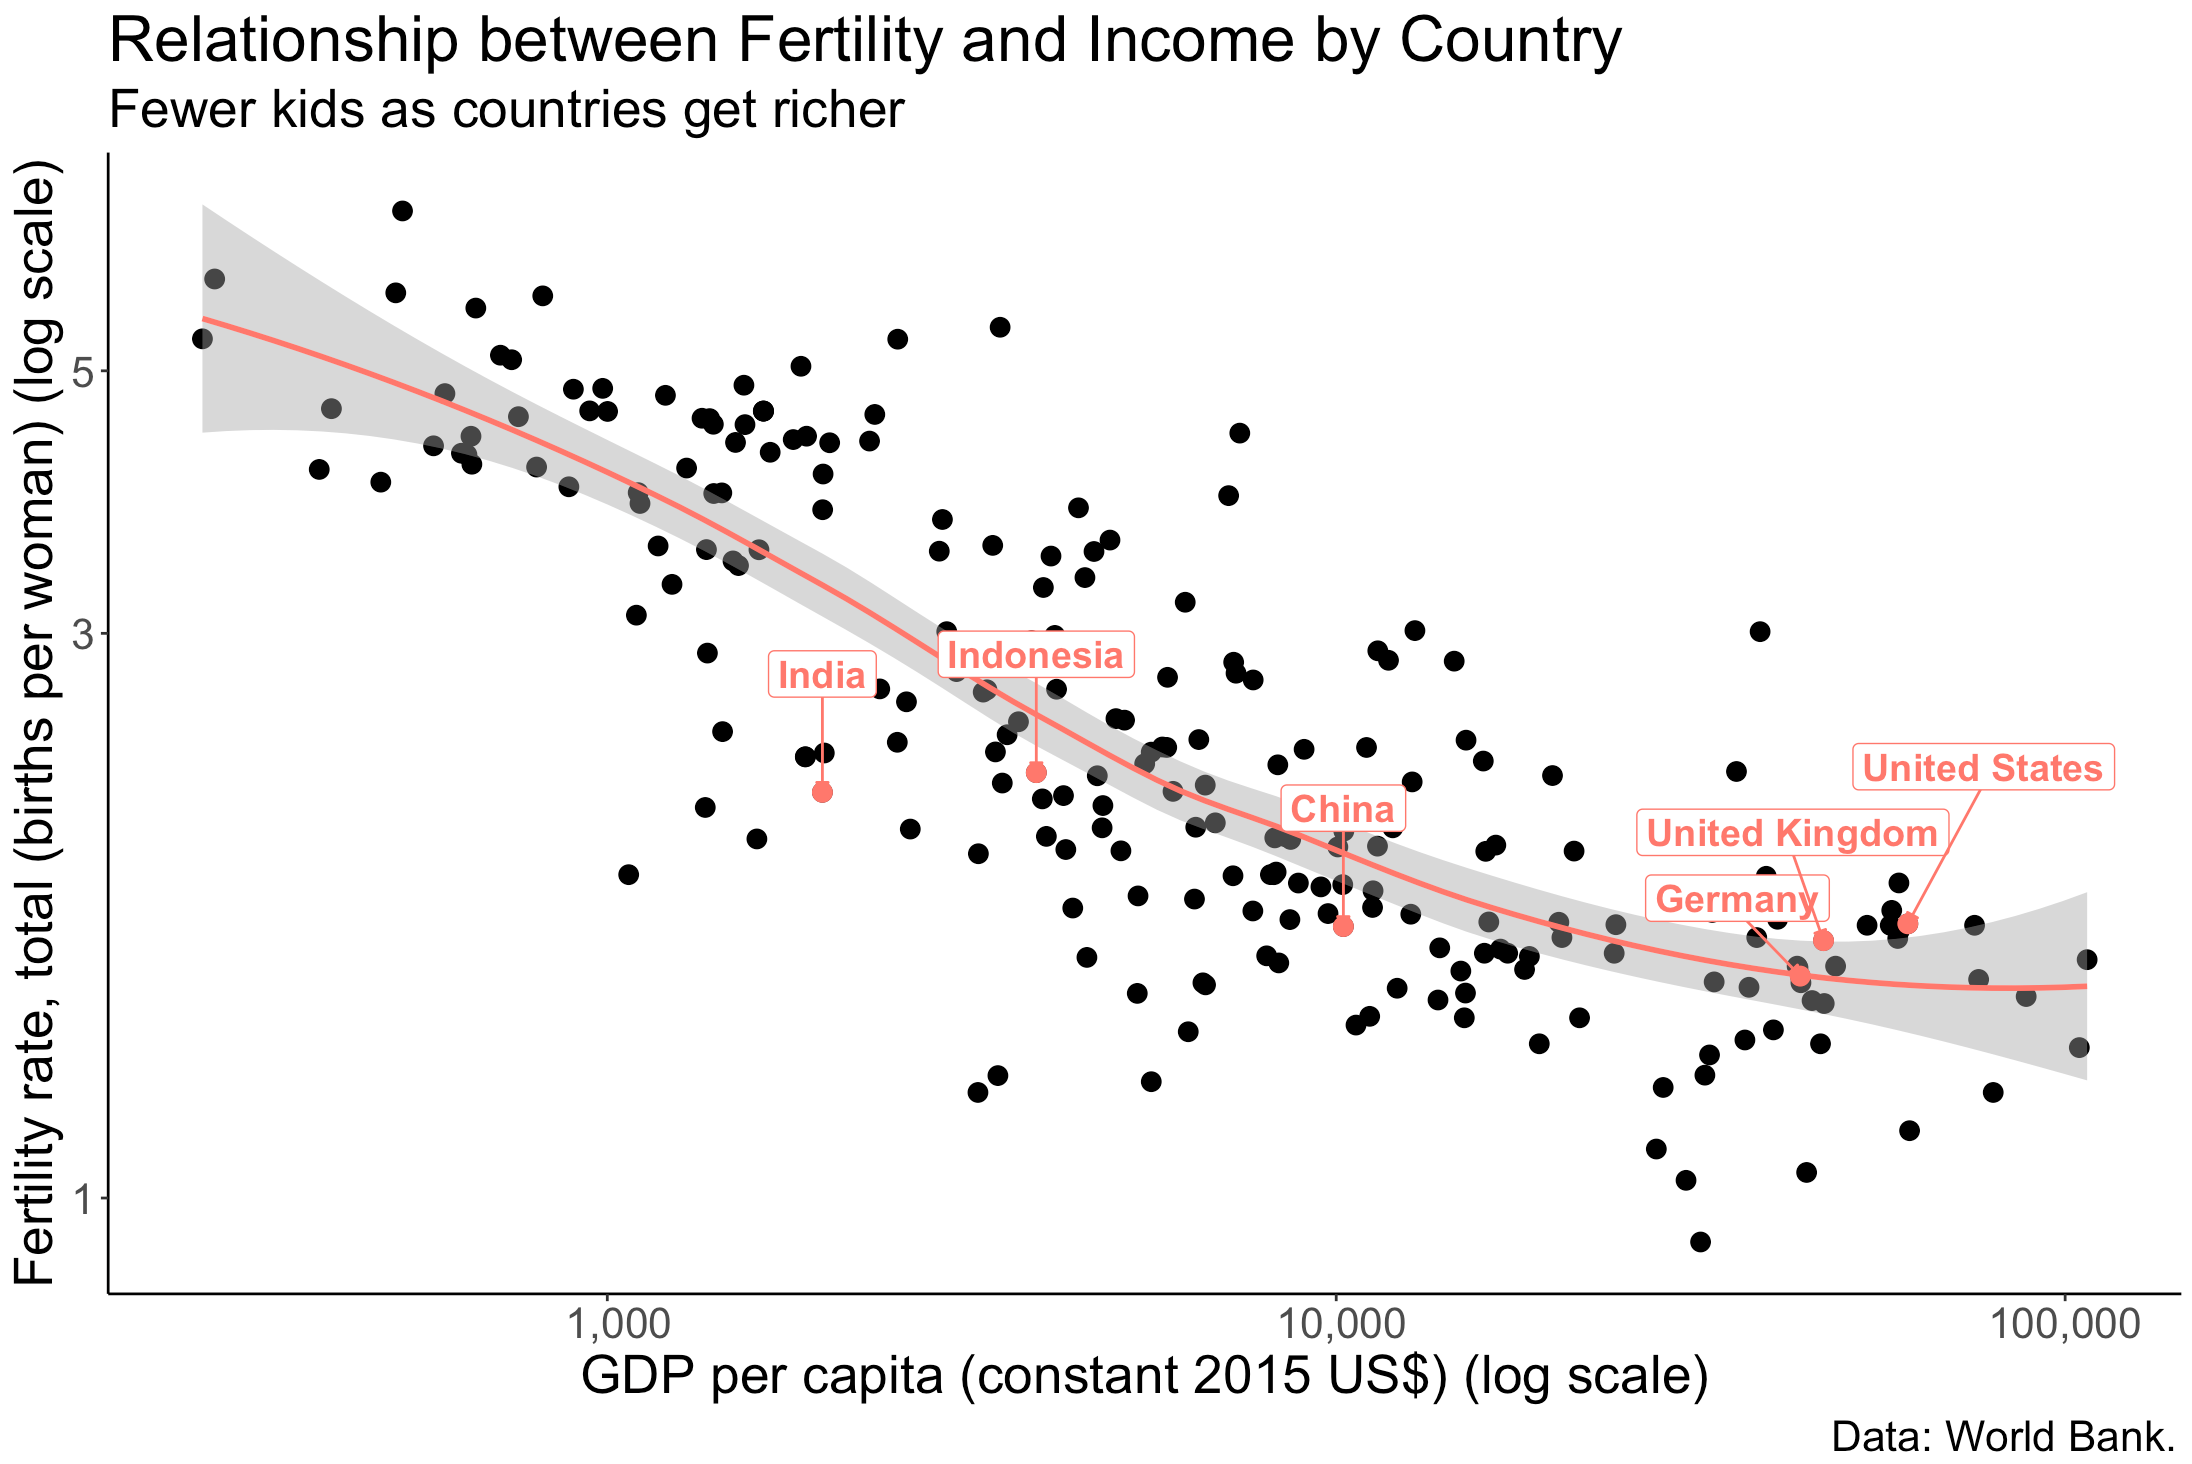 Relationship between Fertility and Income by Country
Fewer kids as countries get richer
Fertility rate, total (births per woman) (log scale)
5
3
1
India
Indonesia
China
United States
United Kingdom
Germany
1,000
10,000
100,000
GDP per capita (constant 2015 US$) (log scale)
Data: World Bank.